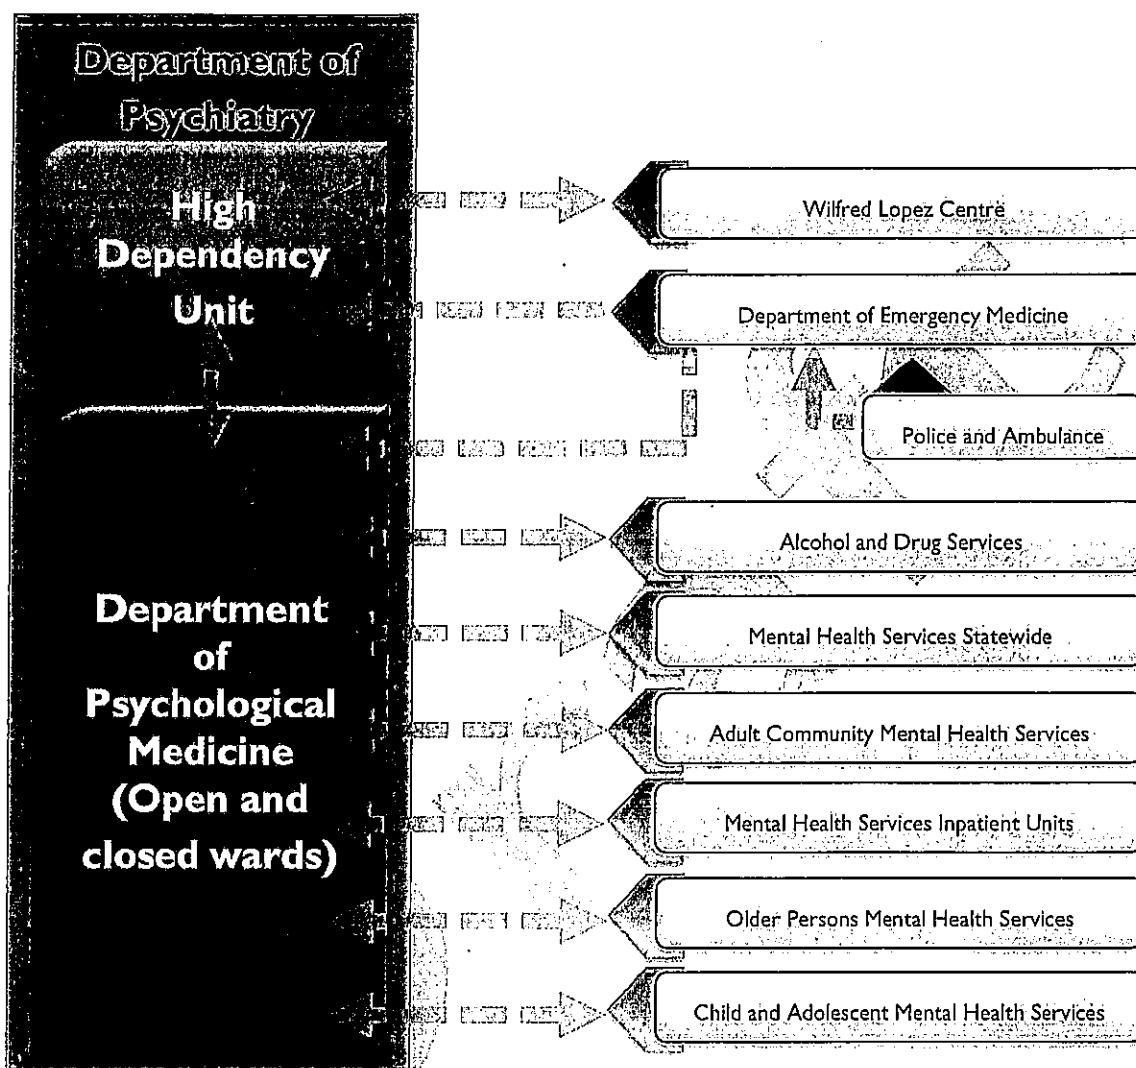 Department of
Psychiatry
High
Dependency
Unit
Wilfred Lopez Centre
Department of Emergency Medicine
Police and Ambulance
Alcohol and Drug Services
Mental Health Services Statewide
Department
of
Psychological
Medicine
(Open and
closed wards)
Adult Community Mental Health Services
Mental Health Services Inpatient Units
Older Persons Mental Health Services
Child and Adolescent Mental Health Services